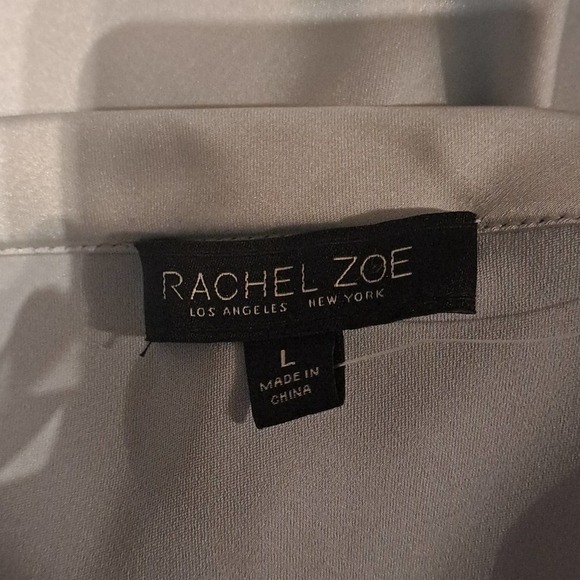 RACHEL ZOE
LOS ANGELES NEW YORK
L
MADE IN
CHINA